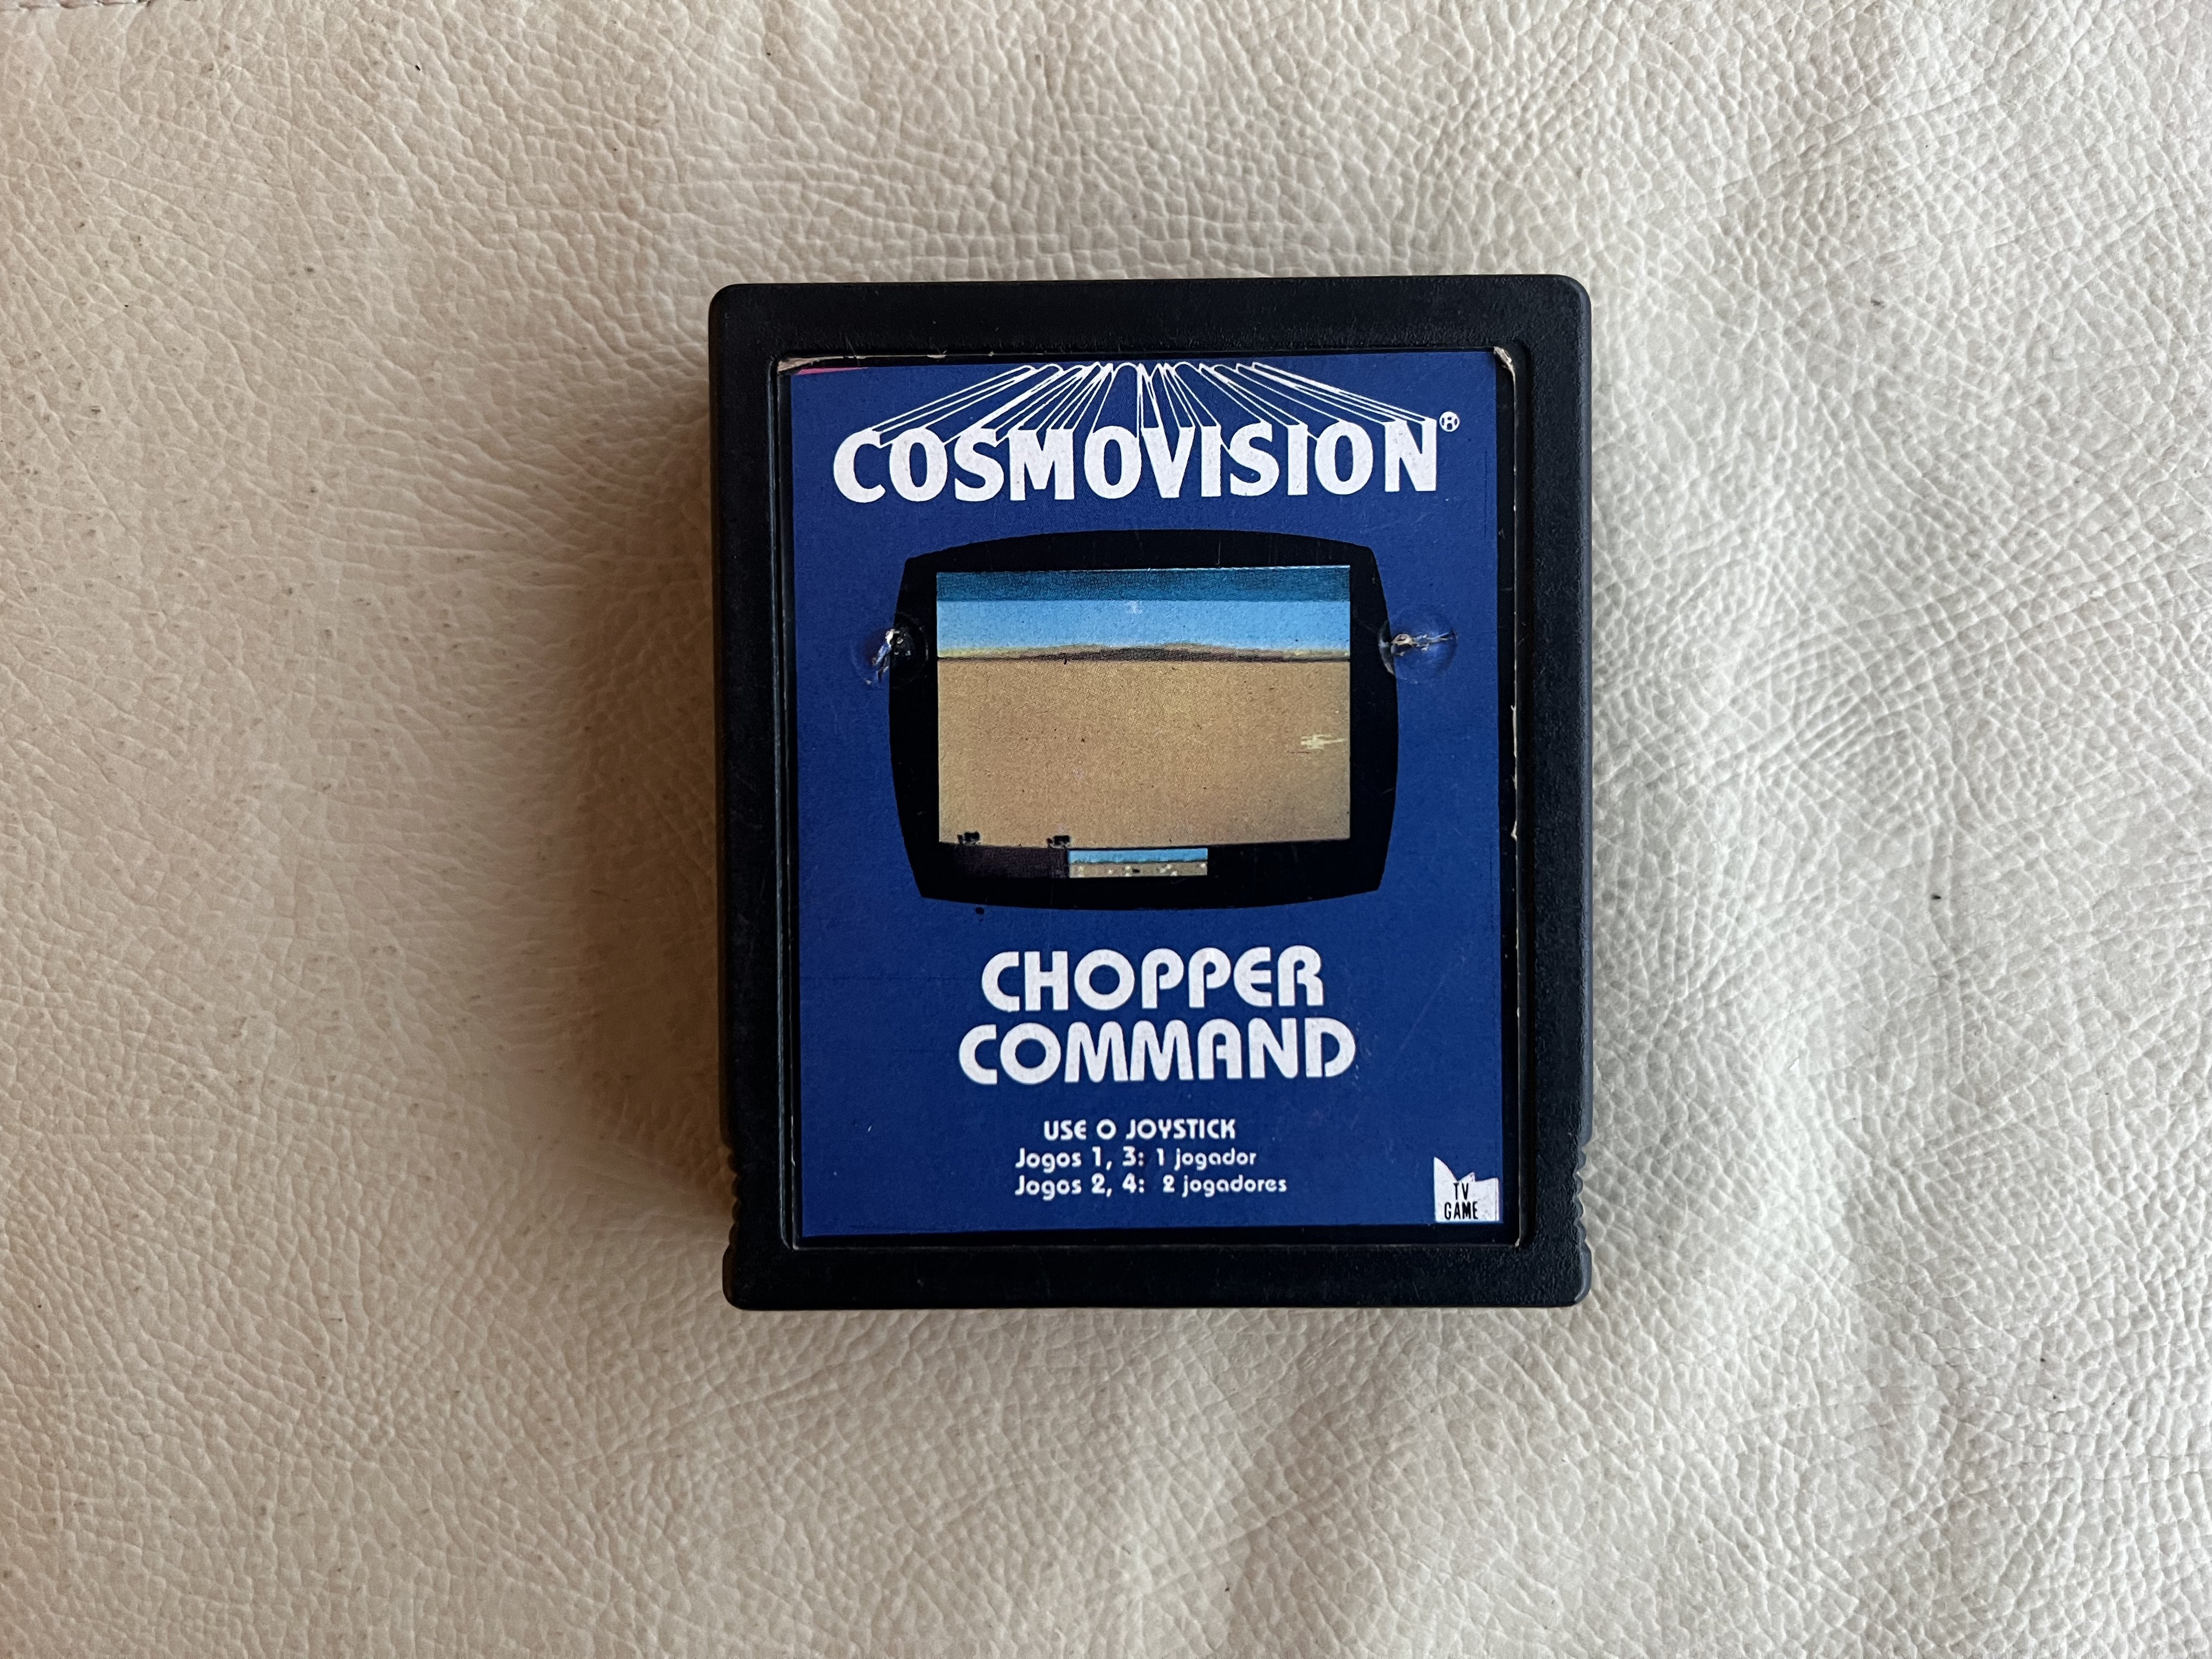 COSMOVISION®
CHOPPER
COMMAND
USE O JOYSTICK
Jogos 1, 3: 1 jogador
Jogos 2, 4: 2 jogadores
TV
GAME